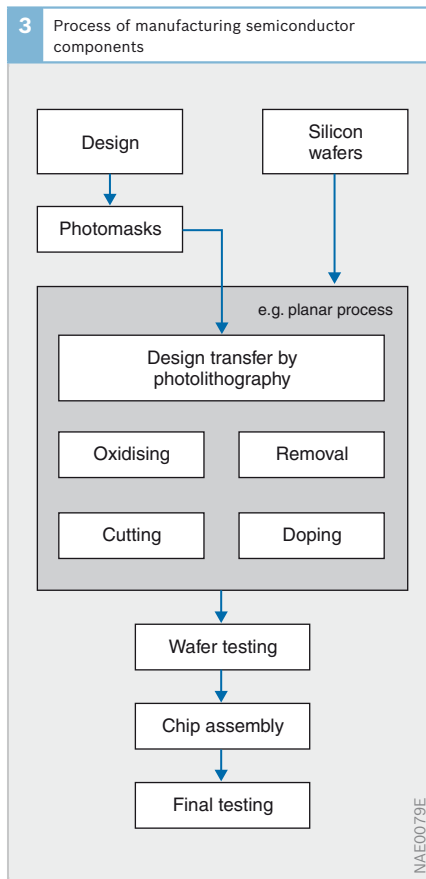 3
Process of manufacturing semiconductor
components
Design
Silicon
wafers
Photomasks
e.g. planar process
Design transfer by
photolithography
Oxidising
Removal
Cutting
Doping
Wafer testing
Chip assembly
Final testing
NAE0079E